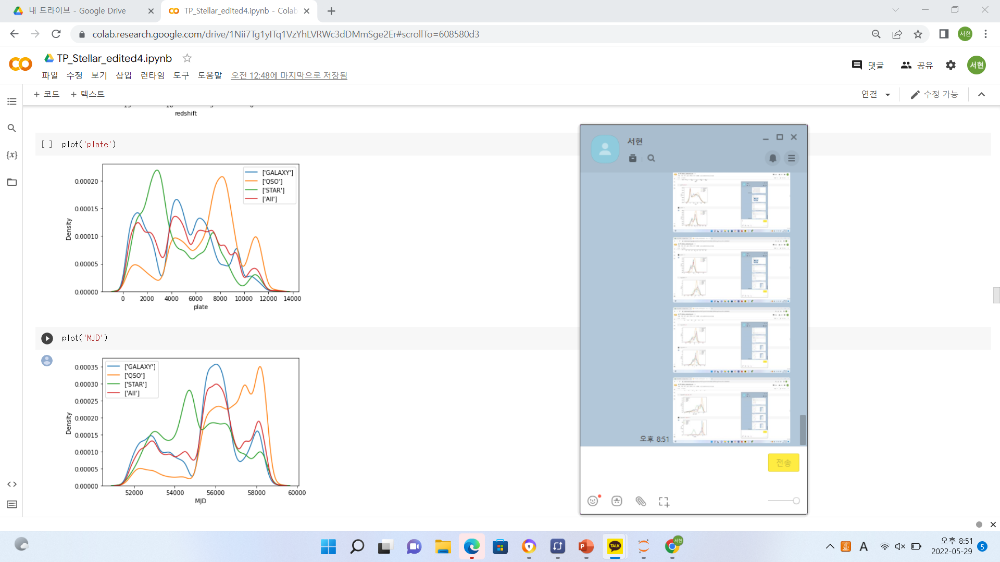 내 드라이브 - Google Drive
TP_Stellar_edited4.ipynb - Colab
colab.research.google.com/drive/1Nii7Tg1yITq1VzYhLVRWc3dDMmSge2Er#scrollTo=608580d3
서현
TP_Stellar_edited4.ipynb
파일 수정 보기 삽입 런타임 도구 도움말 오전 12:48에 마지막으로 저장됨
댓글 공유 서현
+ 코드 + 텍스트
연결 수정 가능
redshift
[ ] plot('plate')
['GALAXY']
['QSO']
['STAR']
['All']
0.00020
0.00015
0.00010
0.00005
0.00000
Density
0 2000 4000 6000 8000 10000 12000 14000
plate
plot('MJD')
['GALAXY']
['QSO']
['STAR']
['All']
0.00035
0.00030
0.00025
0.00020
0.00015
0.00010
0.00005
0.00000
Density
52000 54000 56000 58000 60000
MJD
서현
오후 8:51
전송
TALK
서현
A
오후 8:51
2022-05-29
5